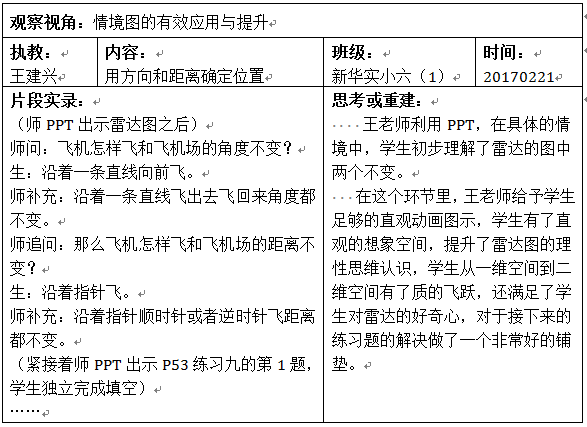 观察视角：情境图的有效应用与提升
执教：
王建兴
内容：
用方向和距离确定位置
班级：
新华实小六（1）
时间：
20170221
片段实录：
（师 PPT 出示雷达图之后）
师问：飞机怎样飞和飞机场的角度不变？
生：沿着一条直线向前飞。
师补充：沿着一条直线飞出去飞回来角度都
不变。
师追问：那么飞机怎样飞和飞机场的距离不
变？
生：沿着指针飞。
师补充：沿着指针顺时针或者逆时针飞距离
都不变。
（紧接着师 PPT 出示 P53 练习九的第 1 题，
学生独立完成填空）
……
思考或重建：
王老师利用 PPT，在具体的情
境中，学生初步理解了雷达的图中
两个不变。
在这个环节里，王老师给予学生
足够的直观动画图示，学生有了直
观的想象空间，提升了雷达图的理
性思维认识，学生从一维空间到二
维空间有了质的飞跃，还满足了学生
对雷达的好奇心，对于接下来的
练习题的解决做了一个非常好的铺
垫。